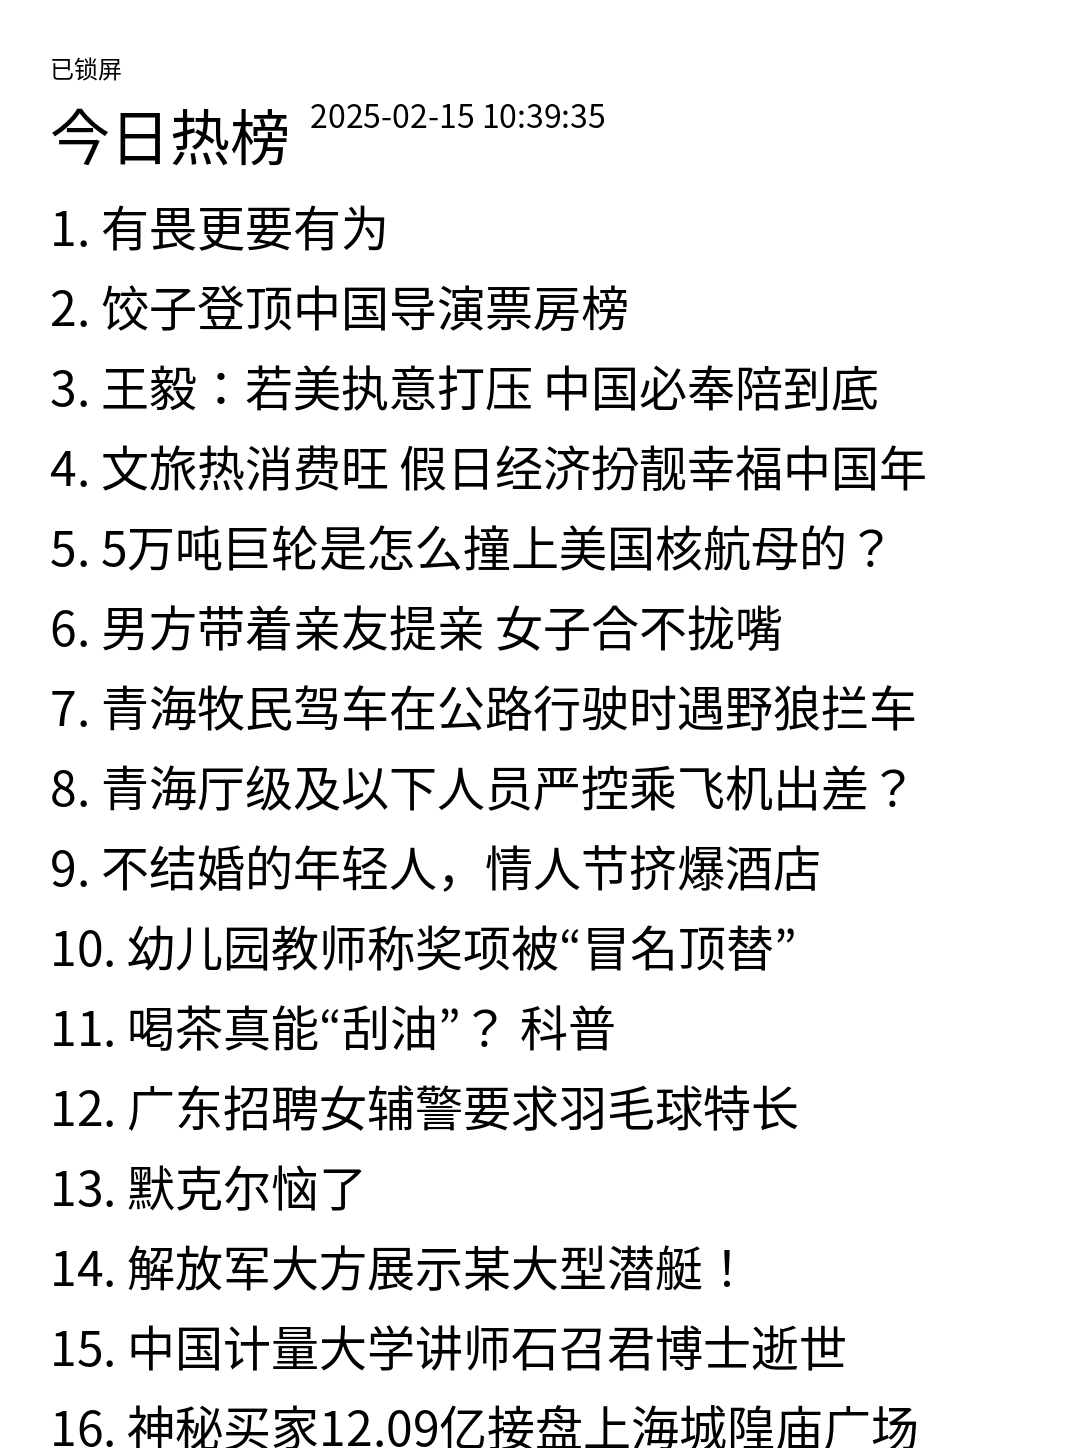 已锁屏
今日热榜 2025-02-15 10:39:35
1. 有畏更要有为
2. 饺子登顶中国导演票房榜
3. 王毅：若美执意打压 中国必奉陪到底
4. 文旅热消费旺 假日经济扮靓幸福中国年
5. 5万吨巨轮是怎么撞上美国核航母的？
6. 男方带着亲友提亲 女子合不拢嘴
7. 青海牧民驾车在公路行驶时遇野狼拦车
8. 青海厅级及以下人员严控乘飞机出差？
9. 不结婚的年轻人，情人节挤爆酒店
10. 幼儿园教师称奖项被“冒名顶替”
11. 喝茶真能“刮油”？ 科普
12. 广东招聘女辅警要求羽毛球特长
13. 默克尔恼了
14. 解放军大方展示某大型潜艇！
15. 中国计量大学讲师石召君博士逝世
16. 神秘买家12.09亿接盘上海城隍庙广场